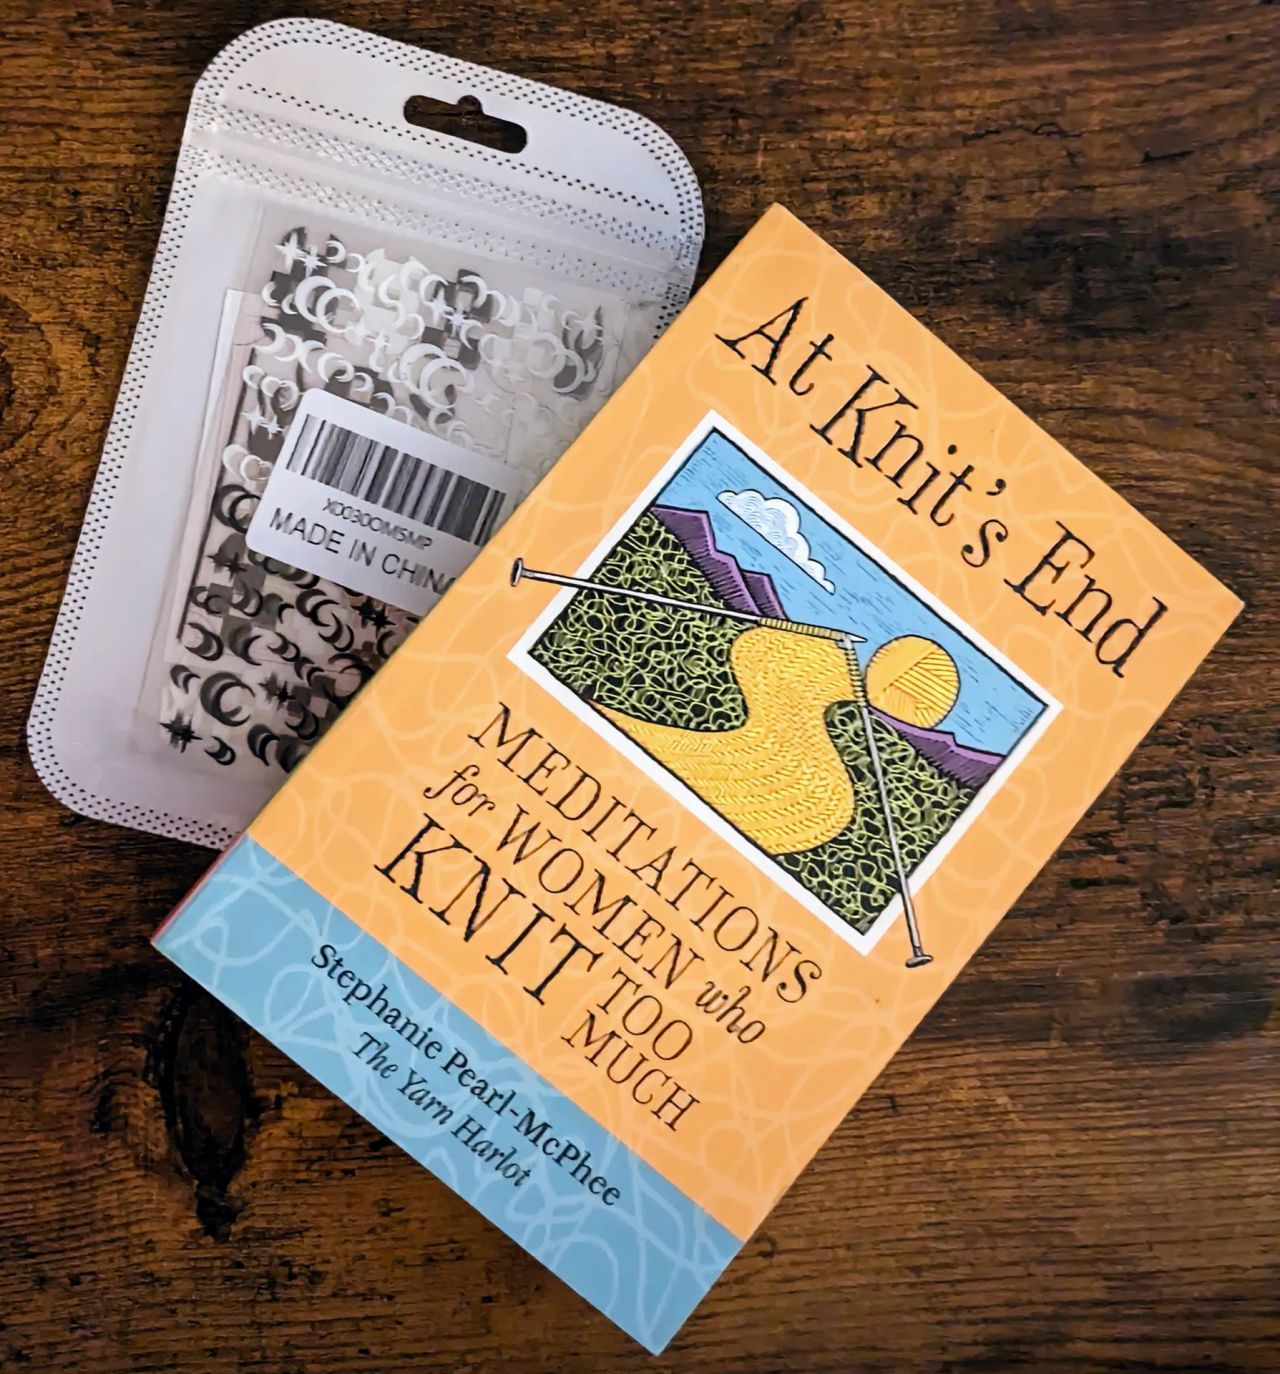 At Knit's End
MEDITATIONS
for WOMEN who
KNIT TOO
MUCH
Stephanie Pearl-McPhee
The Yarn Harlot
X0030OMSMP
MADE IN CHINA